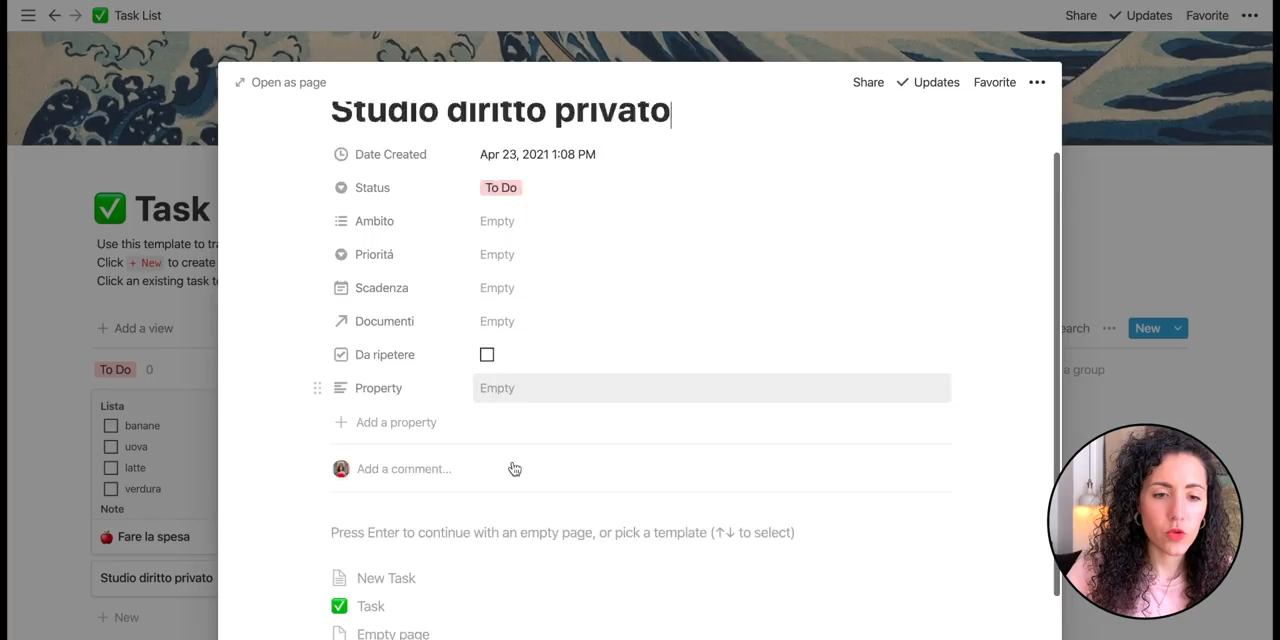 Task List
Share
Updates
Favorite
Open as page
Share
Updates
Favorite
Studio diritto privato
Date Created
Apr 23, 2021 1:08 PM
Status
To Do
Ambito
Empty
Prioritá
Empty
Scadenza
Empty
Documenti
Empty
Da ripetere
Property
Empty
Add a property
Add a comment...
Press Enter to continue with an empty page, or pick a template (↑↓ to select)
New Task
Task
Empty page
Task
Use this template to tra
Click + New to create
Click an existing task to
Add a view
earch
New
To Do 0
a group
Lista
banane
uova
latte
verdura
Note
Fare la spesa
Studio diritto privato
New